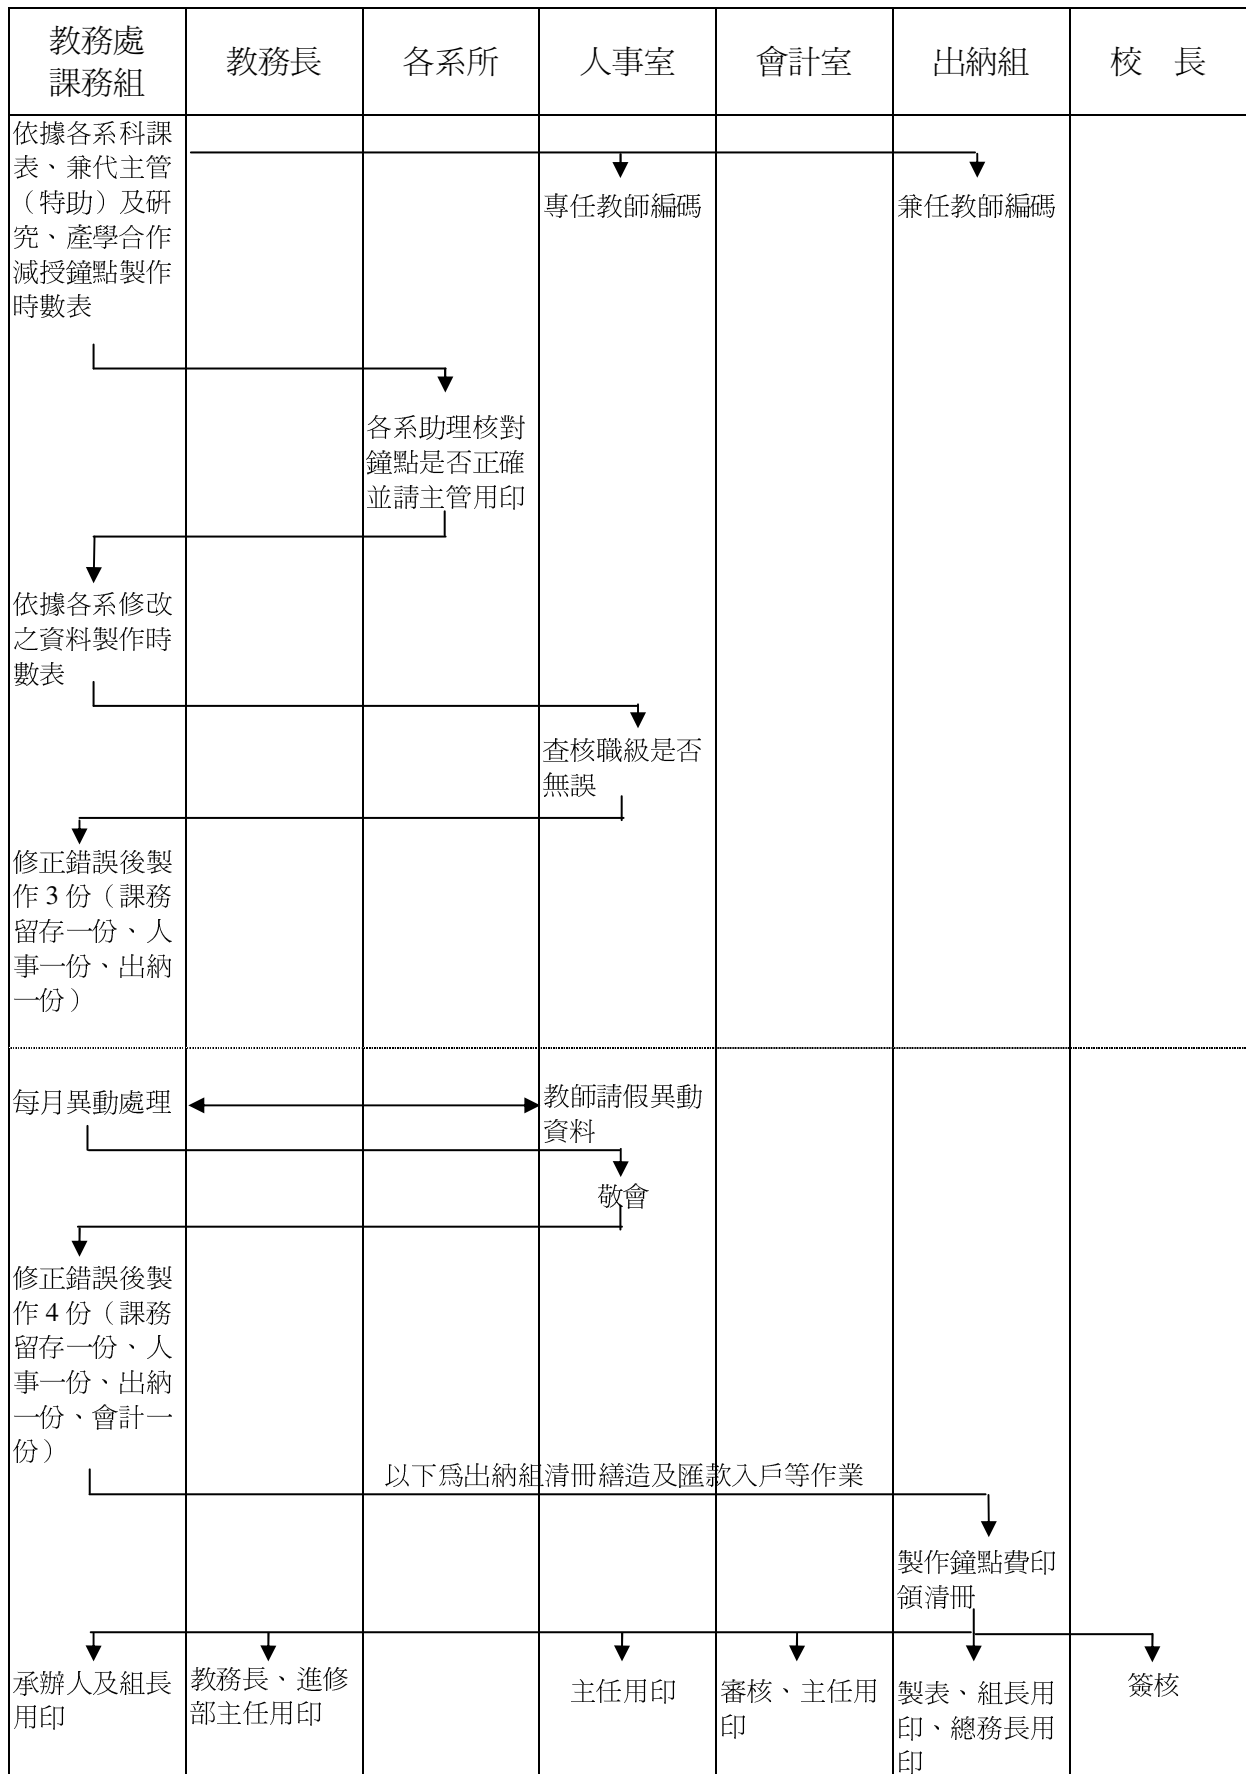 教務處
課務組
教務長
各系所
人事室
會計室
出納組
校　長
依據各系科課
表、兼代主管
（特助）及研
究、產學合作
減授鐘點製作
時數表
專任教師編碼
兼任教師編碼
各系助理核對
鐘點是否正確
並請主管用印
依據各系修改
之資料製作時
數表
查核職級是否
無誤
修正錯誤後製
作 3 份（課務
留存一份、人
事一份、出納
一份）
每月異動處理
教師請假異動
資料
敬會
修正錯誤後製
作 4 份（課務
留存一份、人
事一份、出納
一份、會計一
份）
以下為出納組清冊繕造及匯款入戶等作業
製作鐘點費印
領清冊
承辦人及組長
用印
教務長、進修
部主任用印
主任用印
審核、主任用
印
製表、組長用
印、總務長用
印
簽核